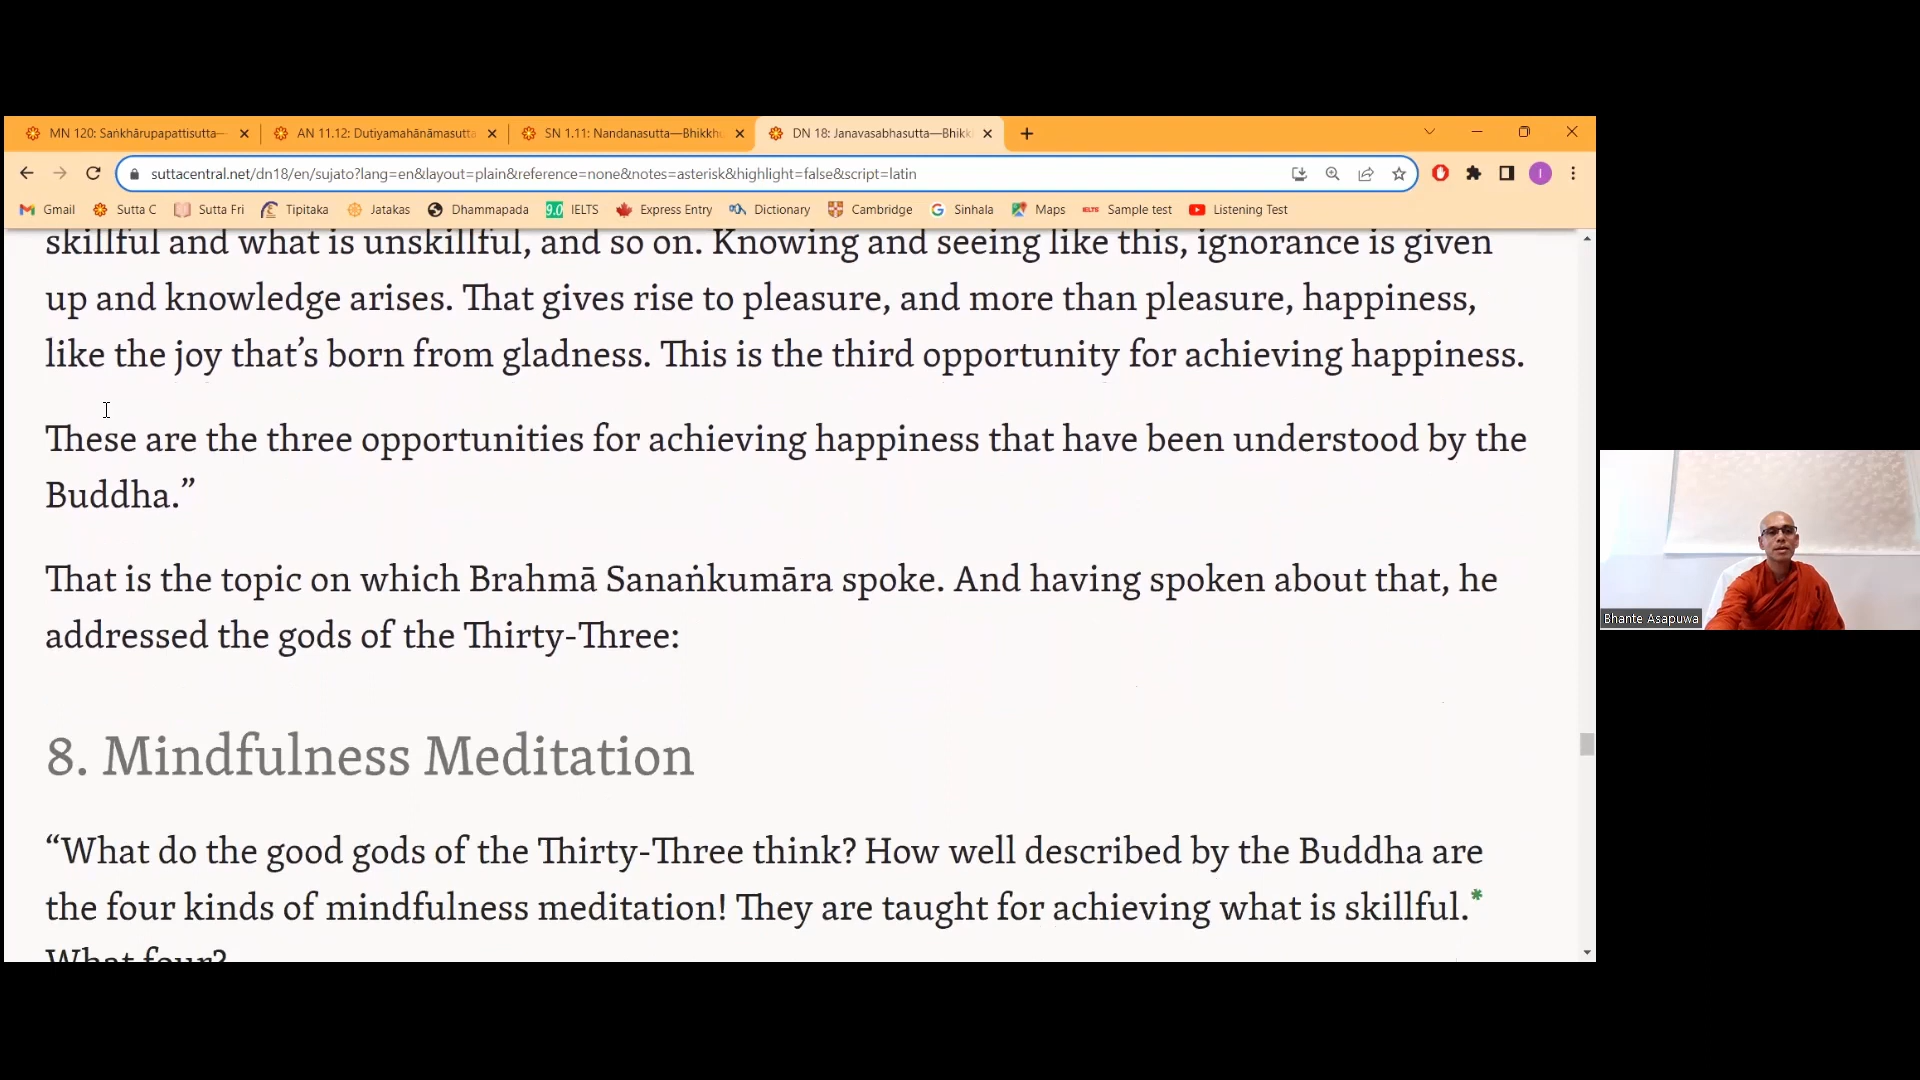 MN 120: Saṅkhārupapattisutta—
AN 11.12: Dutiyamahānāmasutta
SN 1.11: Nandanasutta—Bhikkhu
DN 18: Janavasabhasutta—Bhikk
suttacentral.net/dn18/en/sujato?lang=en&layout=plain&reference=none&notes=asterisk&highlight=false&script=latin
I
Gmail Sutta C Sutta Fri Tipitaka Jatakas Dhammapada 9.0 IELTS Express Entry Dictionary Cambridge Sinhala Maps Sample test Listening Test
skillful and what is unskillful, and so on. Knowing and seeing like this, ignorance is given
up and knowledge arises. That gives rise to pleasure, and more than pleasure, happiness,
like the joy that’s born from gladness. This is the third opportunity for achieving happiness.
These are the three opportunities for achieving happiness that have been understood by the
Buddha.”
That is the topic on which Brahmā Sanaṅkumāra spoke. And having spoken about that, he
addressed the gods of the Thirty-Three:
8. Mindfulness Meditation
“What do the good gods of the Thirty-Three think? How well described by the Buddha are
the four kinds of mindfulness meditation! They are taught for achieving what is skillful.*
What four?
Bhante Asapuwa